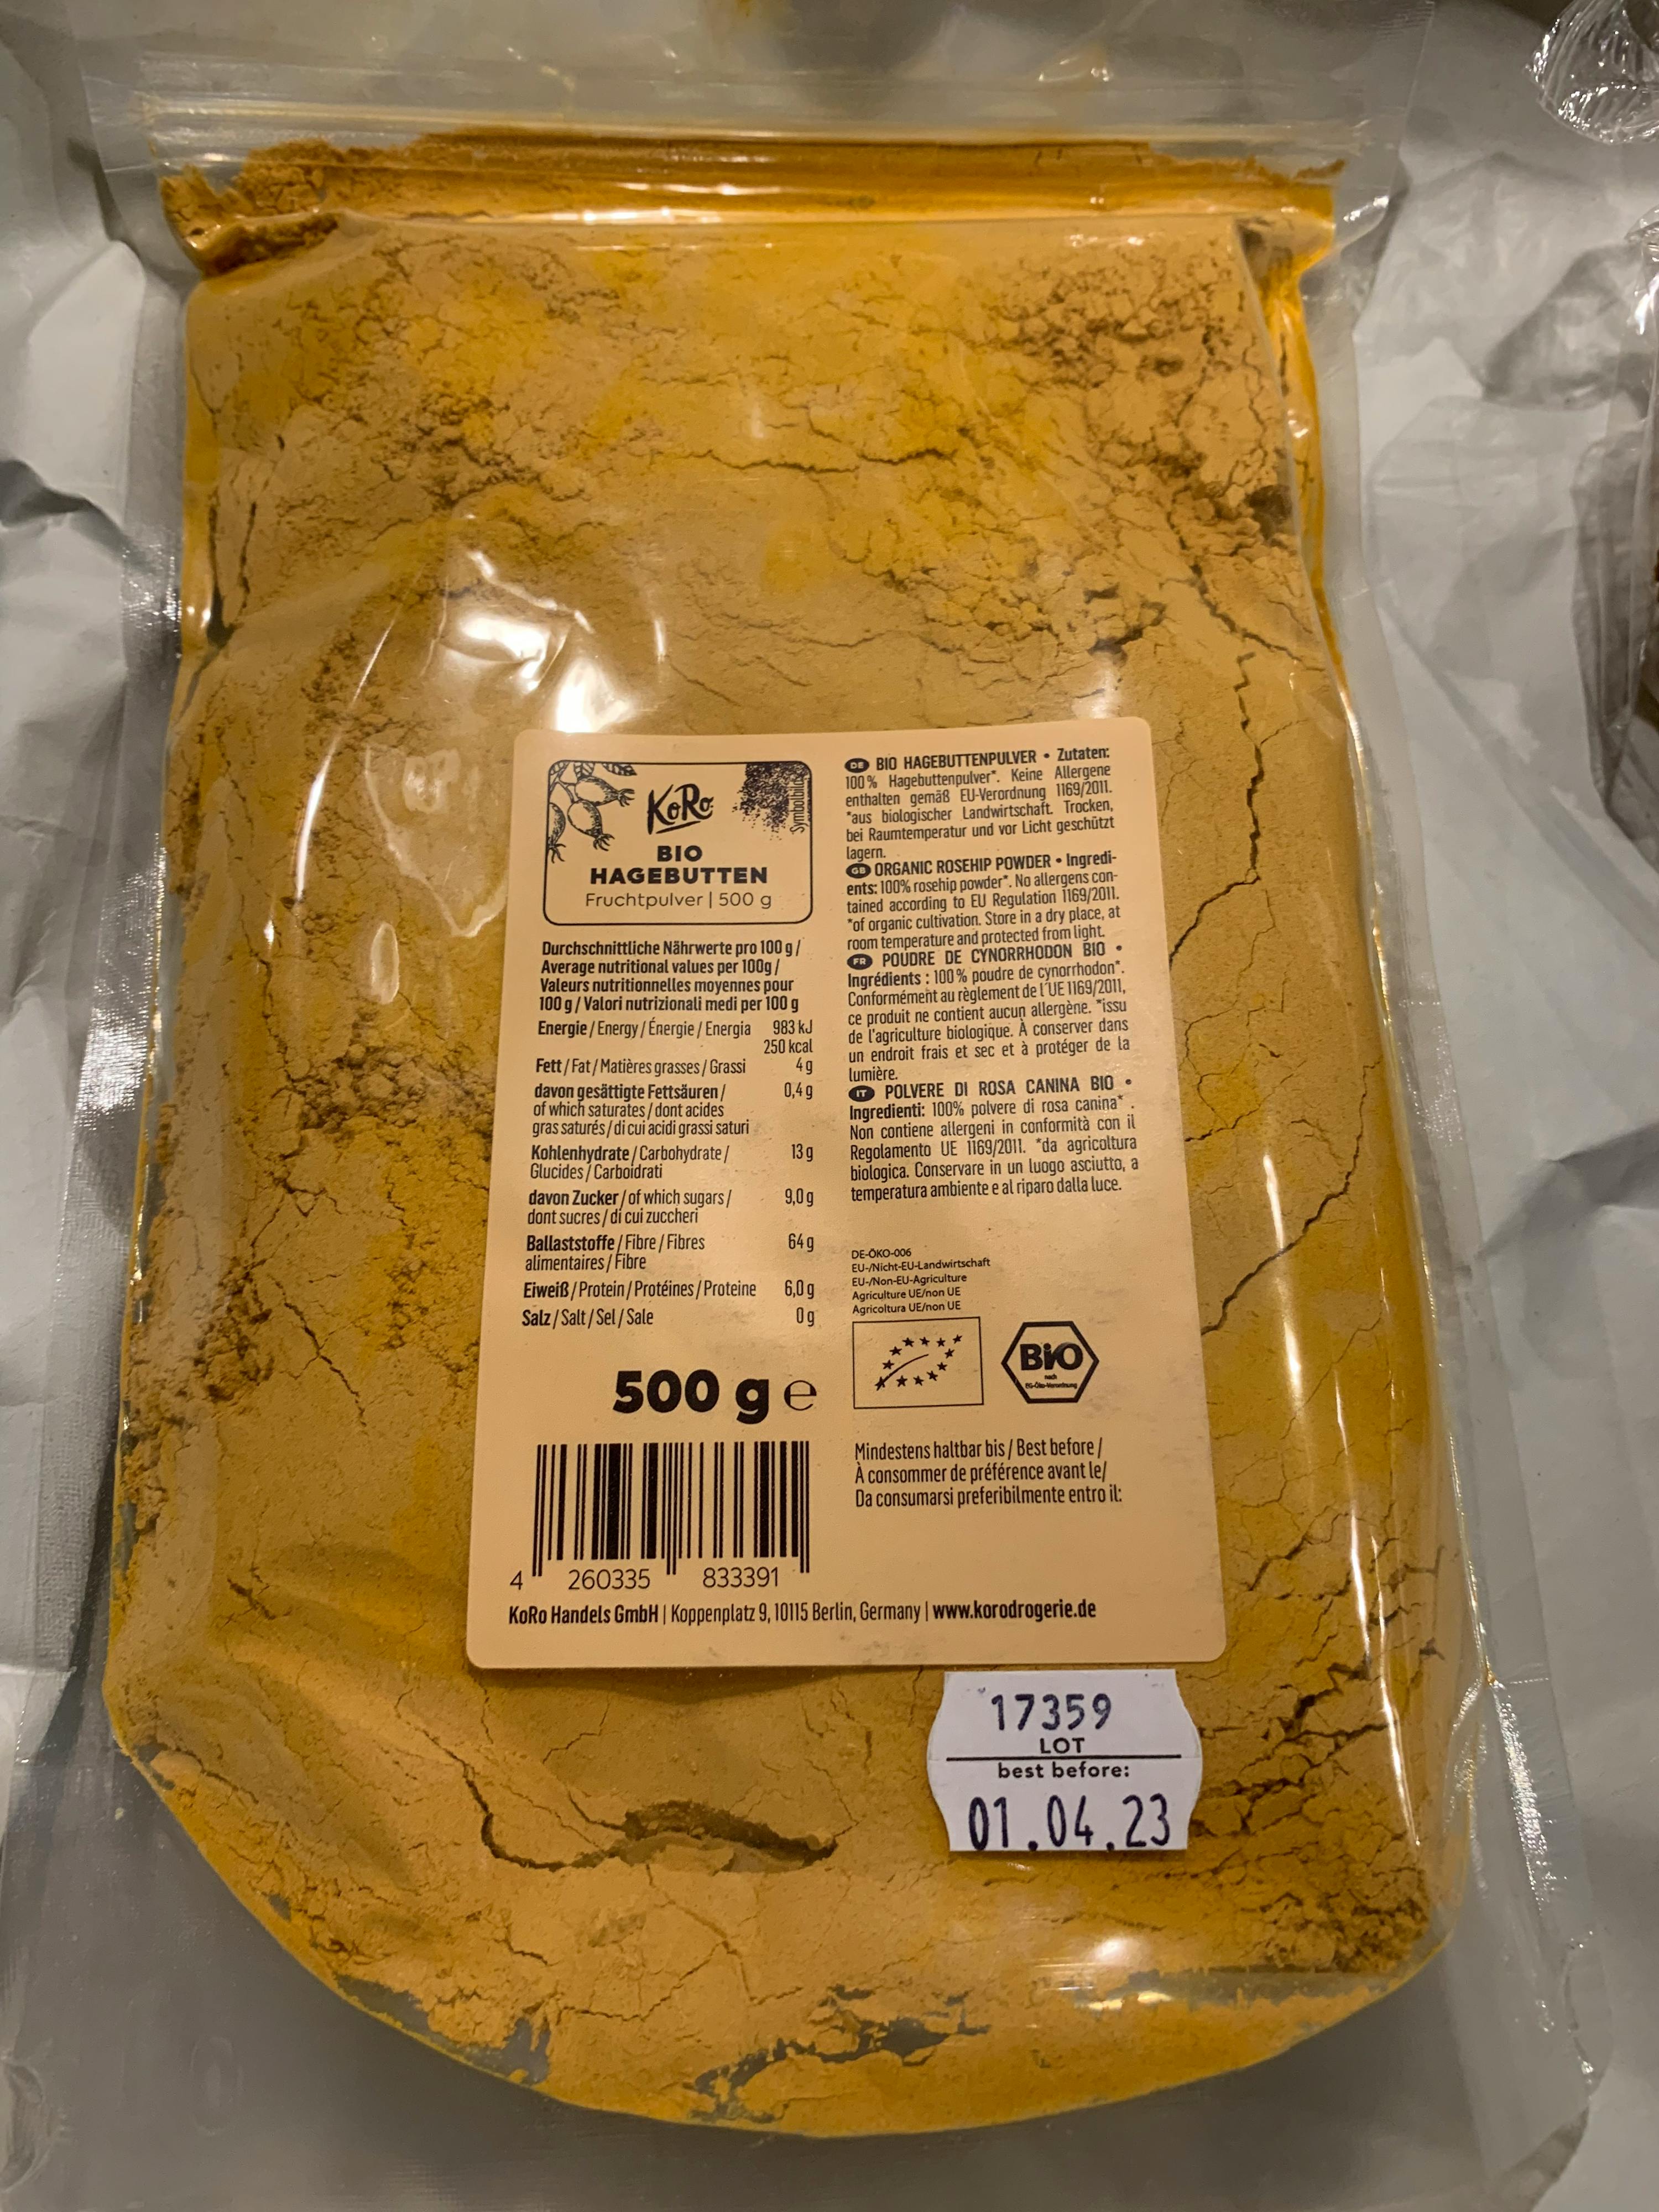 KoRo
Symbolbild
BIO
HAGEBUTTEN
Fruchtpulver | 500 g
Durchschnittliche Nährwerte pro 100 g /
Average nutritional values per 100g /
Valeurs nutritionnelles moyennes pour
100 g / Valori nutrizionali medi per 100 g
Energie / Energy / Énergie / Energia 983 kJ
250 kcal
Fett / Fat / Matières grasses / Grassi 4 g
davon gesättigte Fettsäuren / 0,4 g
of which saturates / dont acides
gras saturés / di cui acidi grassi saturi
Kohlenhydrate / Carbohydrate / 13 g
Glucides / Carboidrati
davon Zucker / of which sugars / 9,0 g
dont sucres / di cui zuccheri
Ballaststoffe / Fibre / Fibres 64 g
alimentaires / Fibre
Eiweiß / Protein / Protéines / Proteine 6,0 g
Salz / Salt / Sel / Sale 0 g
500 g e
4 260335 833391
DE BIO HAGEBUTTENPULVER • Zutaten:
100 % Hagebuttenpulver*. Keine Allergene
enthalten gemäß EU-Verordnung 1169/2011.
*aus biologischer Landwirtschaft. Trocken,
bei Raumtemperatur und vor Licht geschützt
lagern.
GB ORGANIC ROSEHIP POWDER • Ingredi-
ents: 100% rosehip powder*. No allergens con-
tained according to EU Regulation 1169/2011.
*of organic cultivation. Store in a dry place, at
room temperature and protected from light.
FR POUDRE DE CYNORRHODON BIO •
Ingrédients : 100 % poudre de cynorrhodon*.
Conformément au règlement de l'UE 1169/2011,
ce produit ne contient aucun allergène. *issu
de l'agriculture biologique. À conserver dans
un endroit frais et sec et à protéger de la
lumière.
IT POLVERE DI ROSA CANINA BIO •
Ingredienti: 100% polvere di rosa canina* .
Non contiene allergeni in conformità con il
Regolamento UE 1169/2011. *da agricoltura
biologica. Conservare in un luogo asciutto, a
temperatura ambiente e al riparo dalla luce.
DE-ÖKO-006
EU-/Nicht-EU-Landwirtschaft
EU-/Non-EU-Agriculture
Agriculture UE/non UE
Agricoltura UE/non UE
BIO
nach
EG-Öko-Verordnung
Mindestens haltbar bis / Best before /
À consommer de préférence avant le/
Da consumarsi preferibilmente entro il:
KoRo Handels GmbH | Koppenplatz 9, 10115 Berlin, Germany | www.korodrogerie.de
17359
LOT
best before:
01.04.23